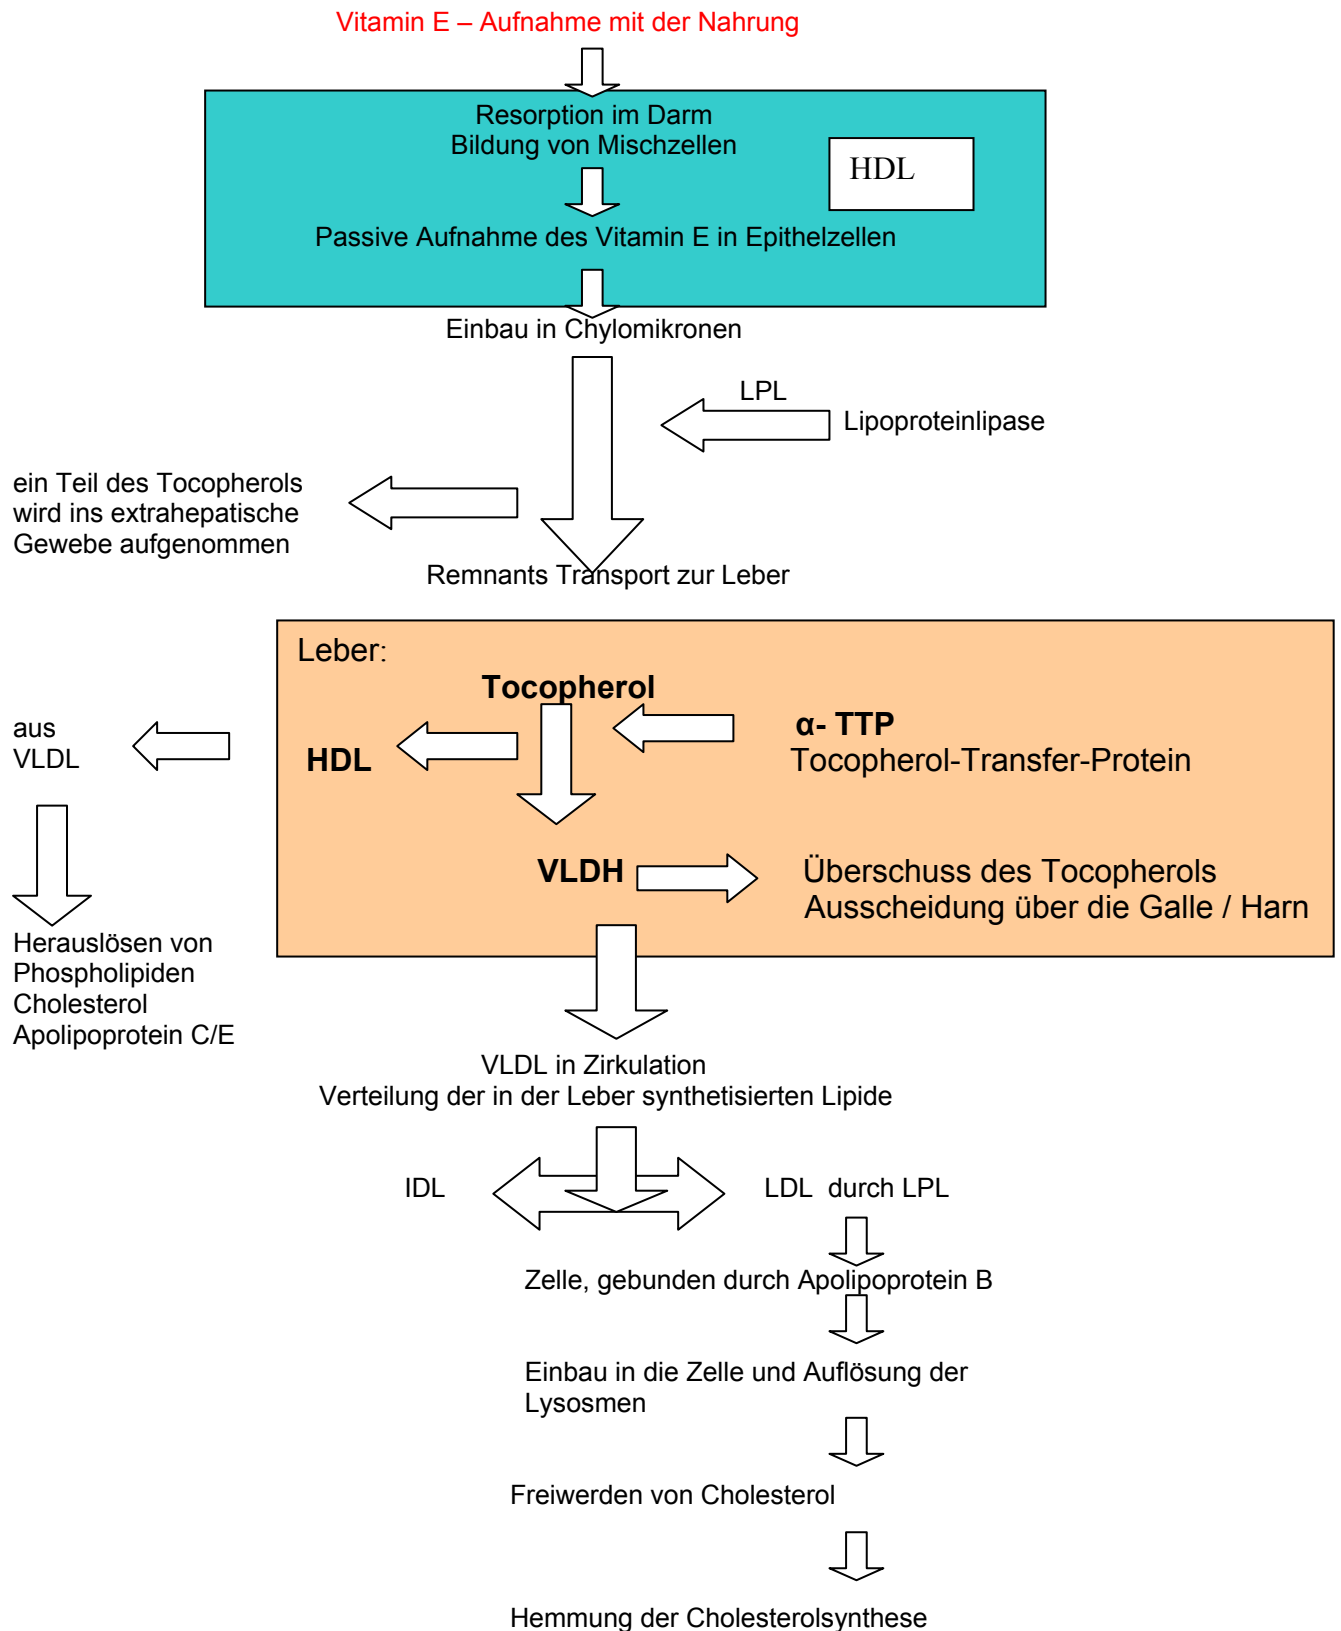 Vitamin E – Aufnahme mit der Nahrung
Resorption im Darm
Bildung von Mischzellen
HDL
Passive Aufnahme des Vitamin E in Epithelzellen
Einbau in Chylomikronen
LPL
Lipoproteinlipase
ein Teil des Tocopherols
wird ins extrahepatische
Gewebe aufgenommen
Remnants Transport zur Leber
Leber:
Tocopherol
α- TTP
Tocopherol-Transfer-Protein
HDL
aus
VLDL
VLDH
Überschuss des Tocopherols
Ausscheidung über die Galle / Harn
Herauslösen von
Phospholipiden
Cholesterol
Apolipoprotein C/E
VLDL in Zirkulation
Verteilung der in der Leber synthetisierten Lipide
IDL
LDL  durch LPL
Zelle, gebunden durch Apolipoprotein B
Einbau in die Zelle und Auflösung der
Lysosmen
Freiwerden von Cholesterol
Hemmung der Cholesterolsynthese